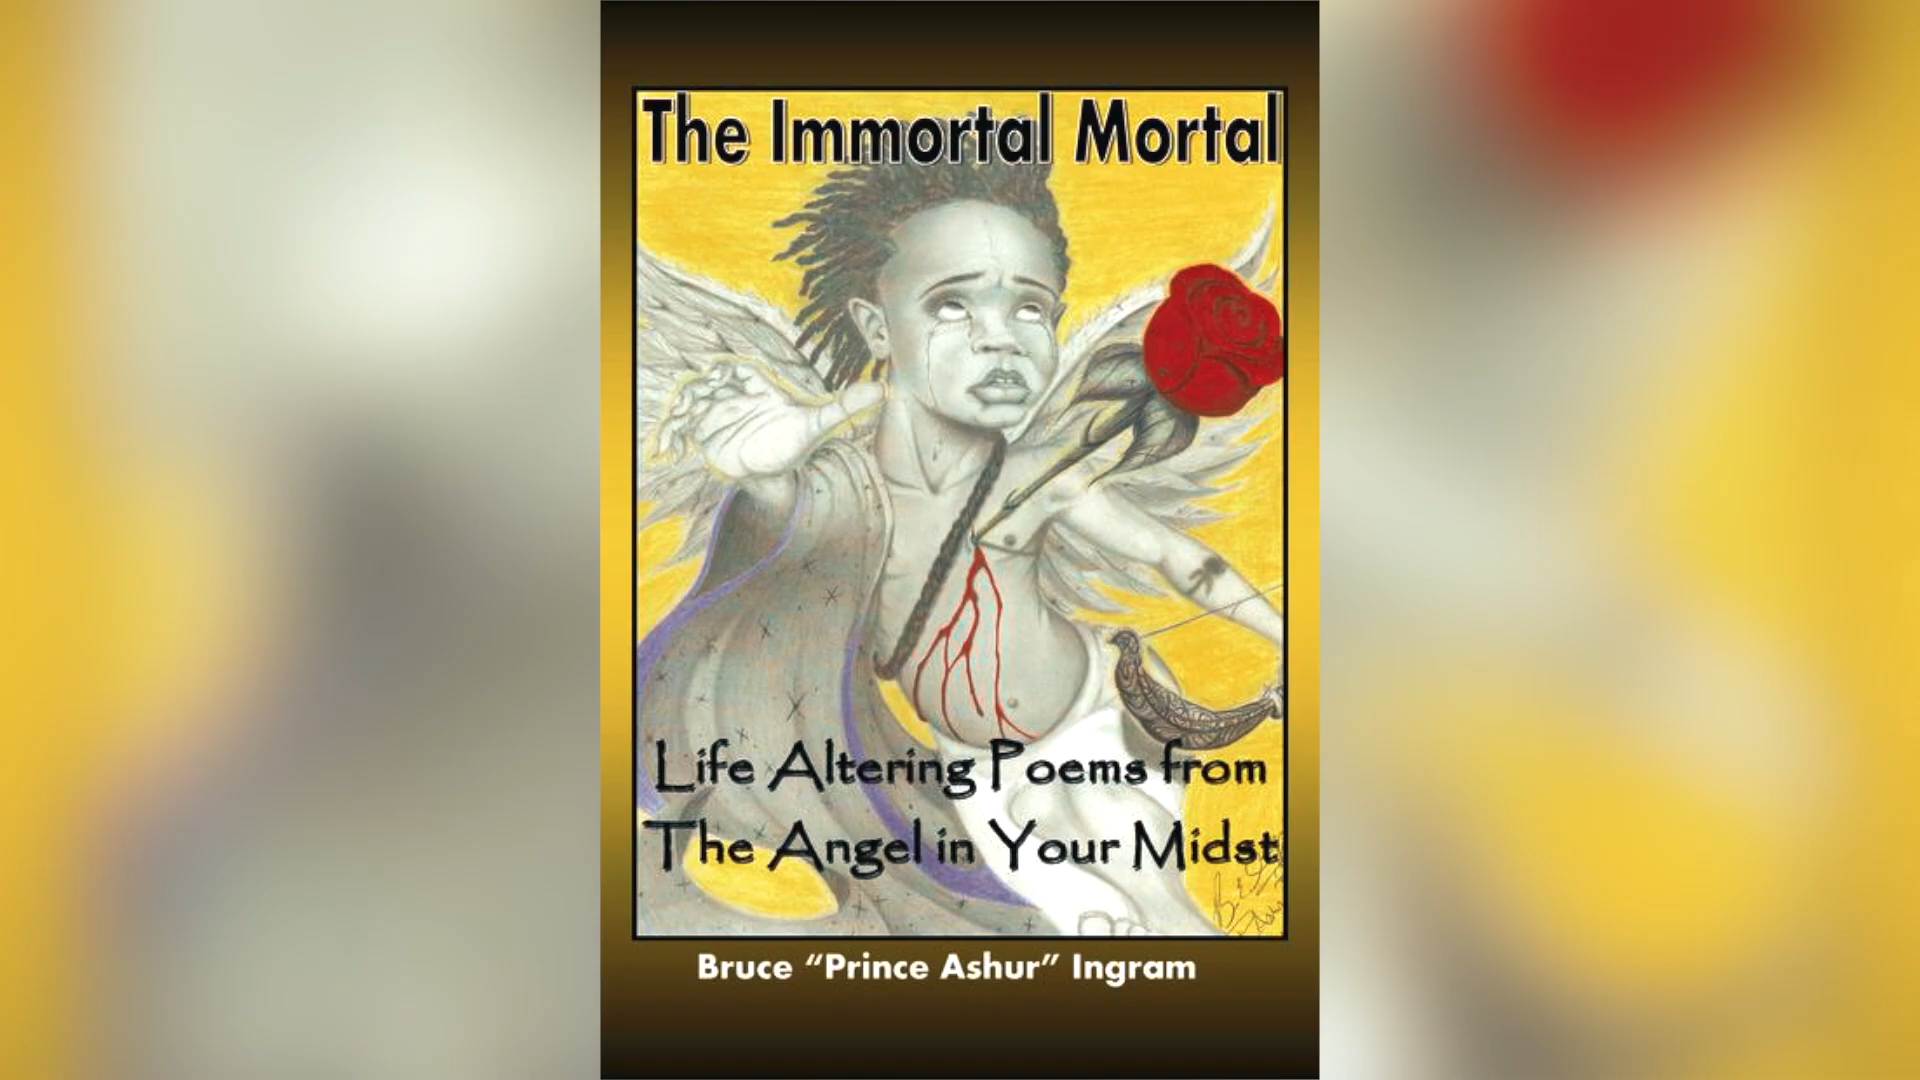 The Immortal Mortal
Life Altering Poems from
The Angel in Your Midst
Bruce “Prince Ashur” Ingram